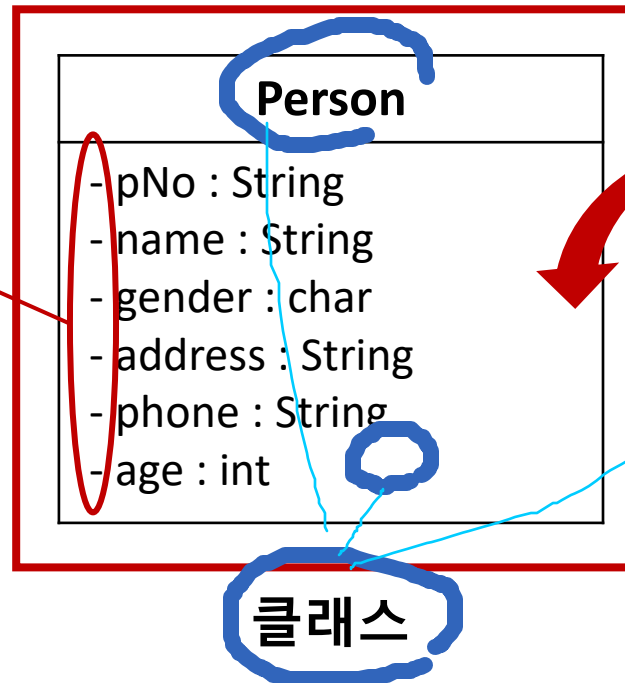 Person
- pNo : String
- name : String
- gender : char
- address : String
- phone : String
- age : int
클래스